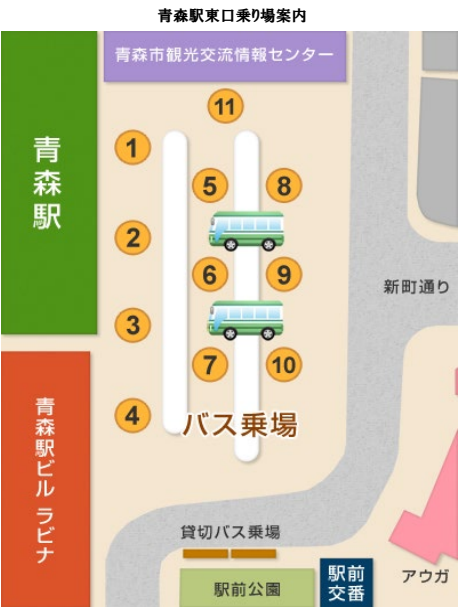 青森駅東口乗り場案内
青森市観光交流情報センター
11
1
青森駅
5
8
2
6
9
新町通り
3
7
10
4
バス乗場
青森駅ビル ラビナ
貸切バス乗場
駅前公園
駅前
交番
アウガ